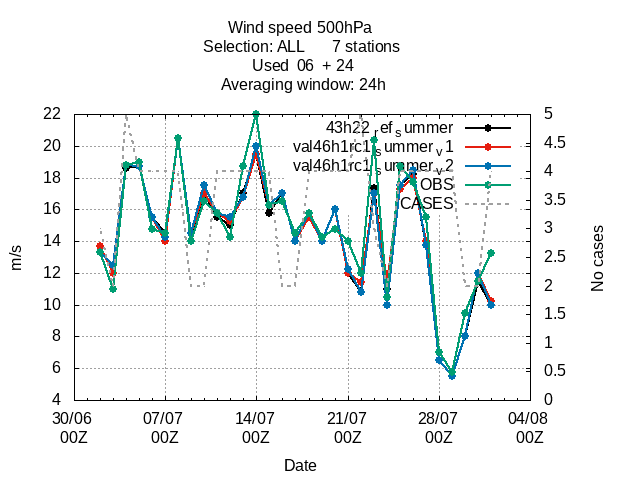 Wind speed 500hPa
Selection: ALL 7 stations
Used 06 + 24
Averaging window: 24h
43h22_ref_summer
val46h1rc1_summer_v1
val46h1rc1_summer_v2
OBS
CASES
22
20
18
16
14
12
10
8
6
4
m/s
5
4.5
4
3.5
3
2.5
2
1.5
1
0.5
0
No cases
30/06 07/07 14/07 21/07 28/07 04/08
00Z 00Z 00Z 00Z 00Z 00Z
Date